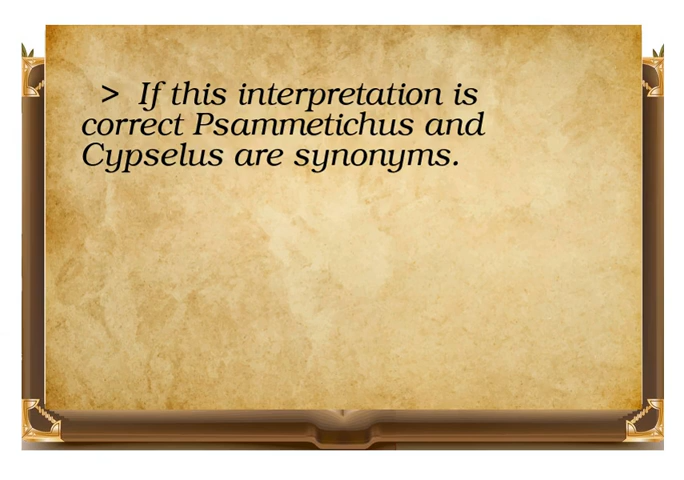 > If this interpretation is
correct Psammetichus and
Cypselus are synonyms.